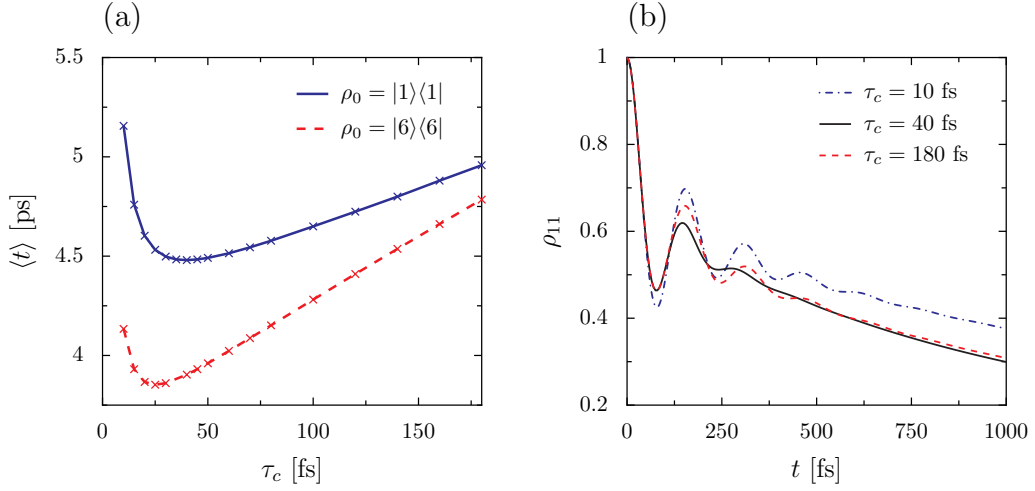 (a)
5.5
5
4.5
4
0
50
100
150
⟨t⟩ [ps]
τc [fs]
ρ0 = |1⟩⟨1|
ρ0 = |6⟩⟨6|
(b)
1
0.8
0.6
0.4
0.2
0
250
500
750
1000
ρ11
t [fs]
τc = 10 fs
τc = 40 fs
τc = 180 fs